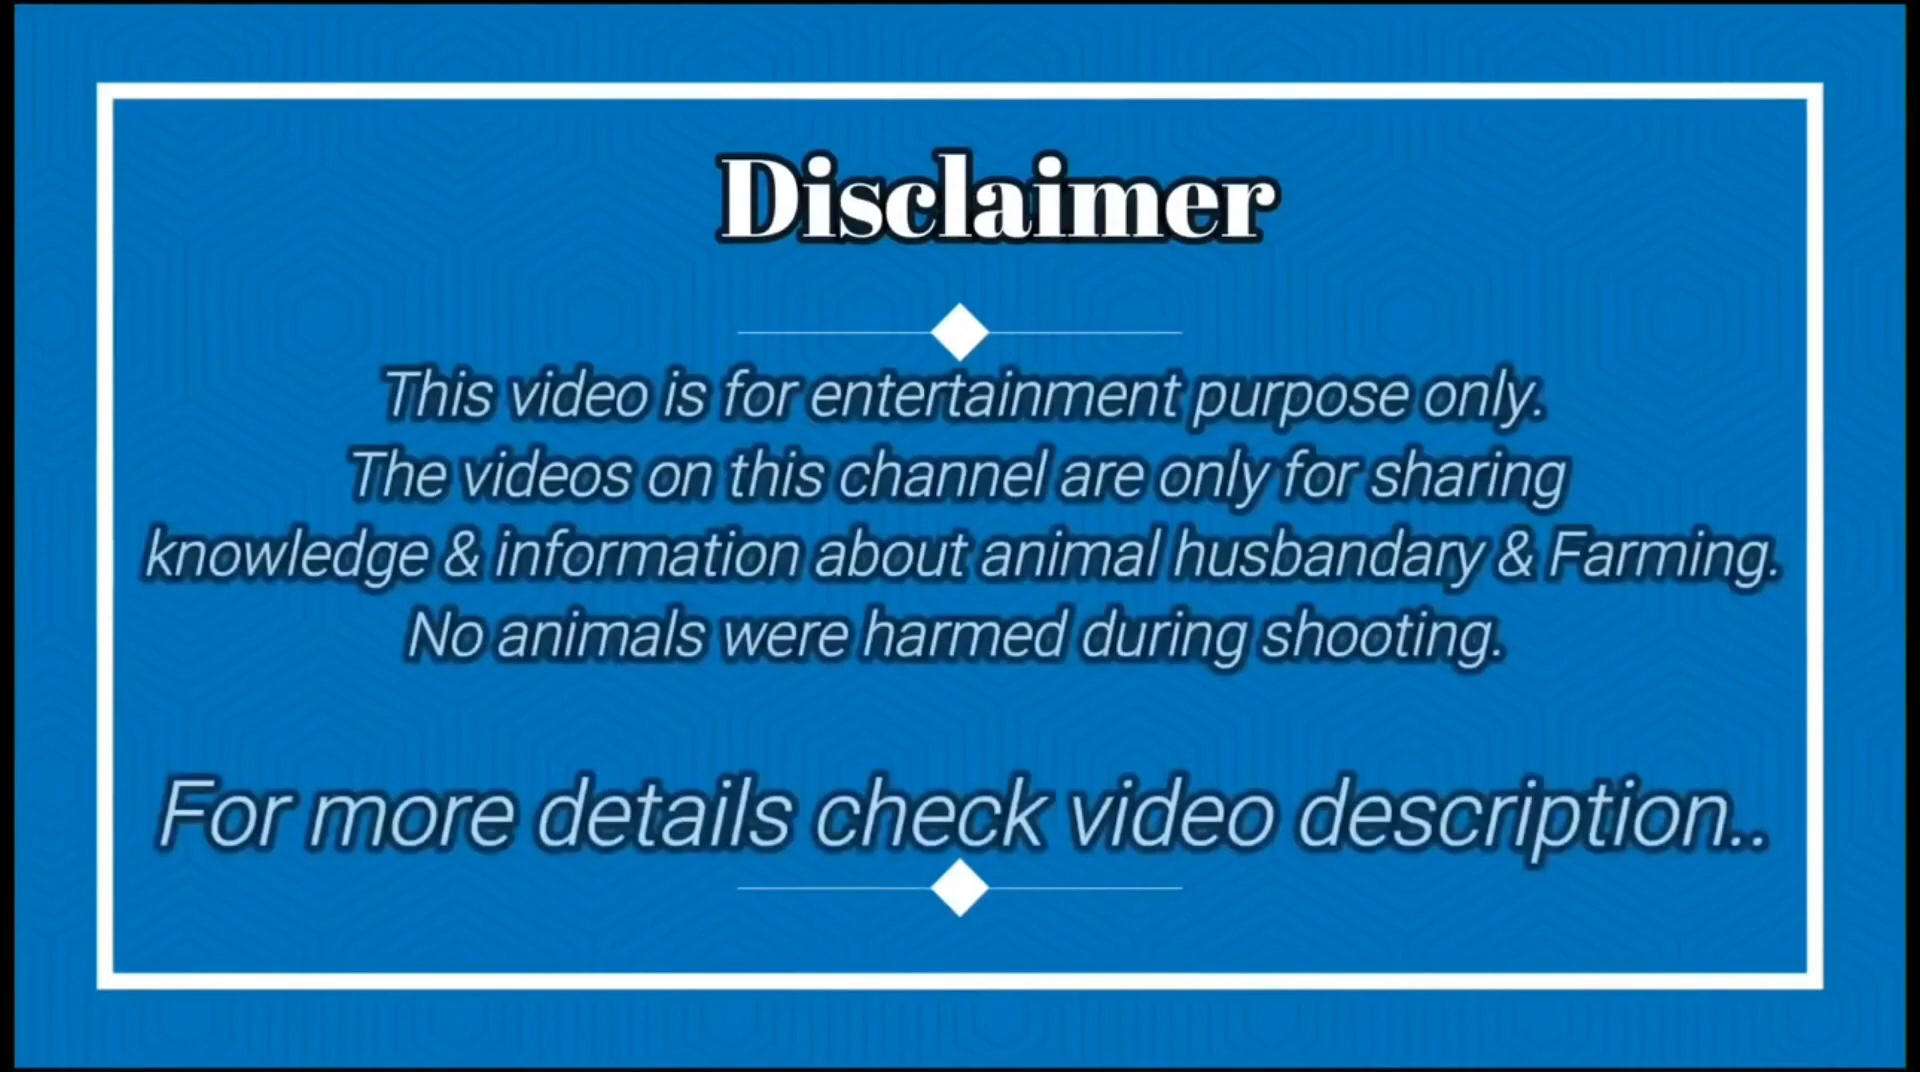 Disclaimer
This video is for entertainment purpose only.
The videos on this channel are only for sharing
knowledge & information about animal husbandary & Farming.
No animals were harmed during shooting.
For more details check video description..